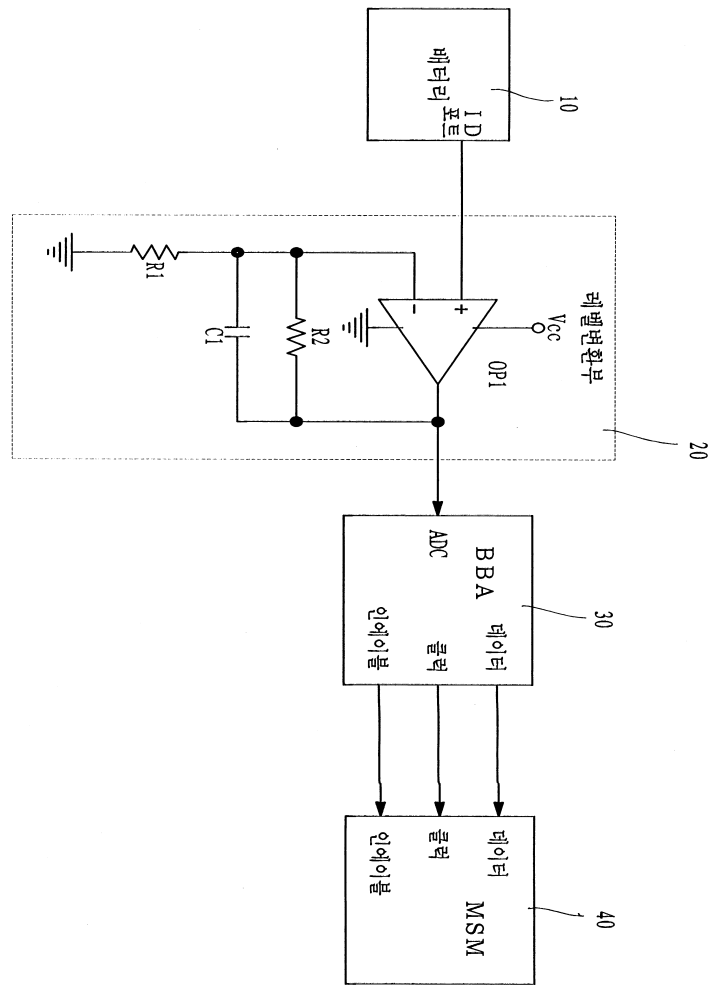 배터리
ID
포트
10
레벨변환부
Vcc
+
-
OP1
R1
R2
C1
20
BBA
ADC
데이터
클럭
인에이블
30
데이터
클럭
인에이블
MSM
40